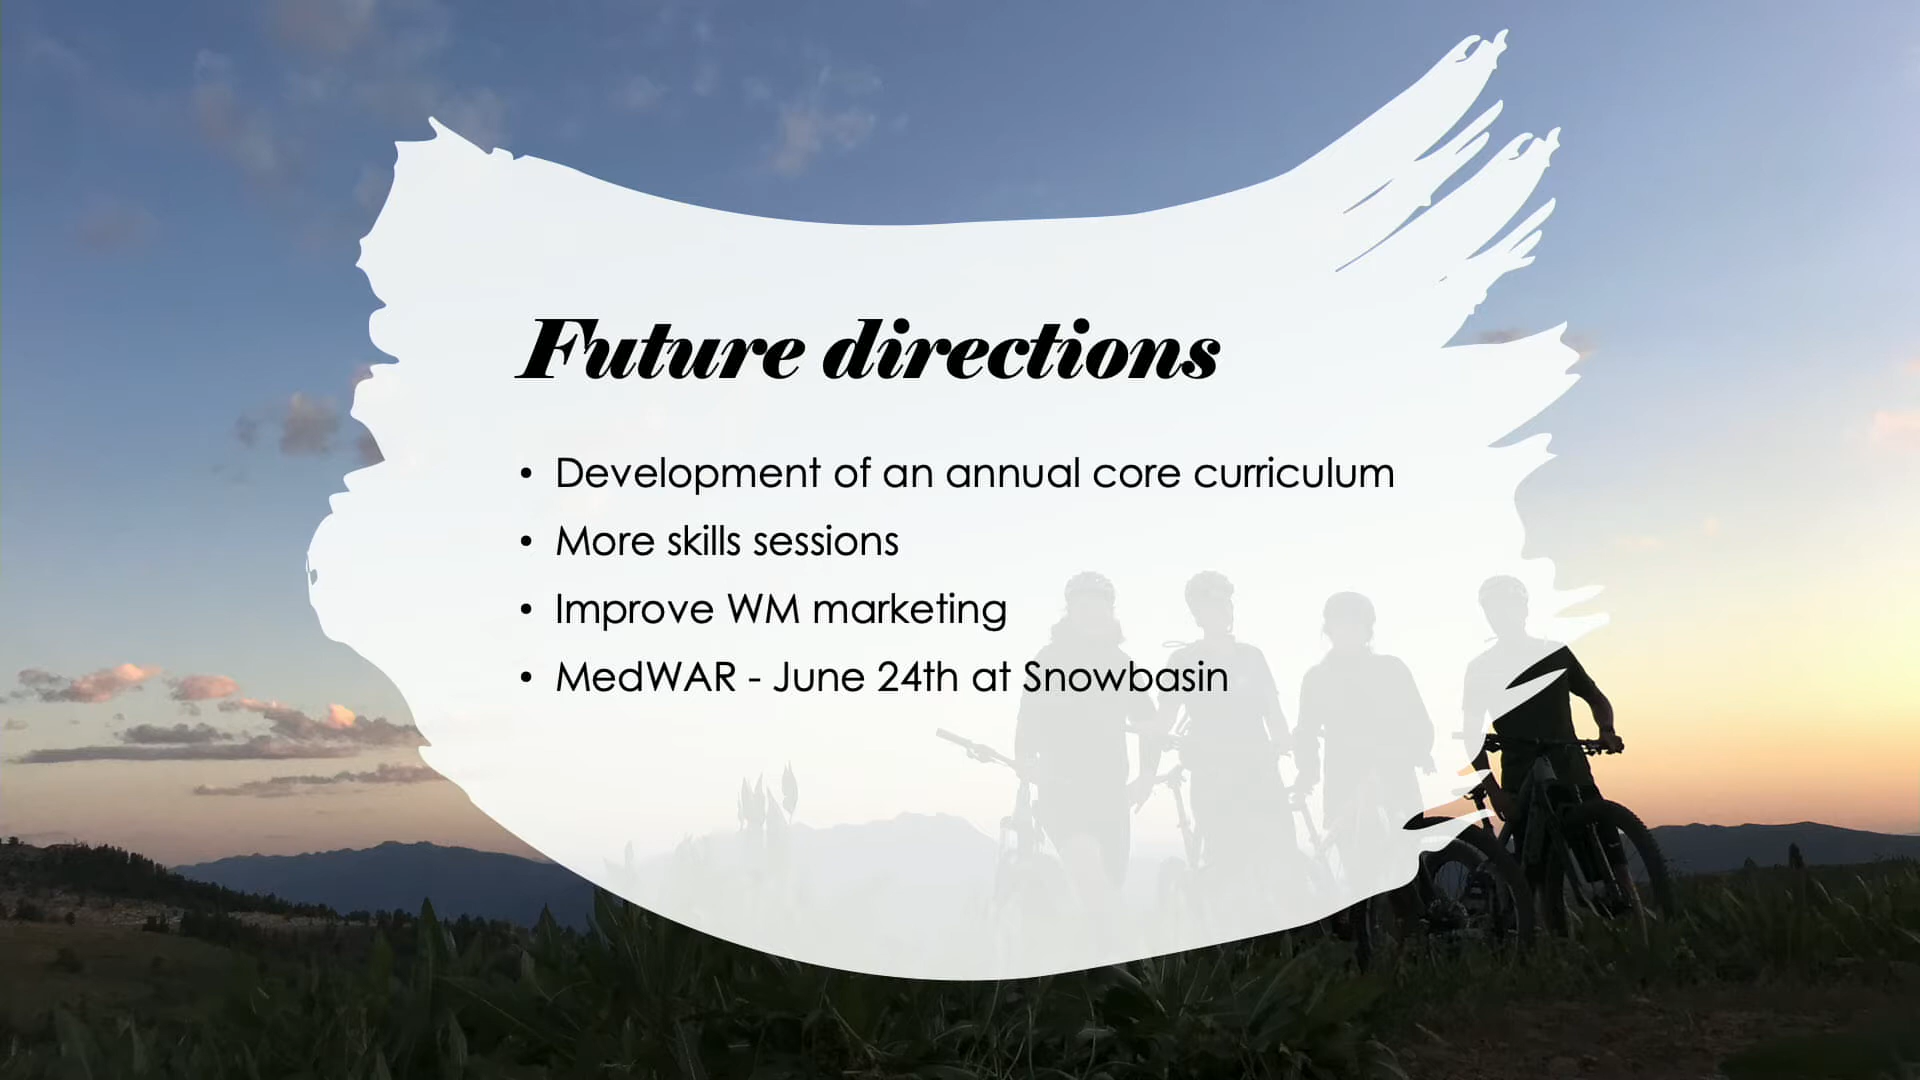 Future directions
• Development of an annual core curriculum
• More skills sessions
• Improve WM marketing
• MedWAR - June 24th at Snowbasin